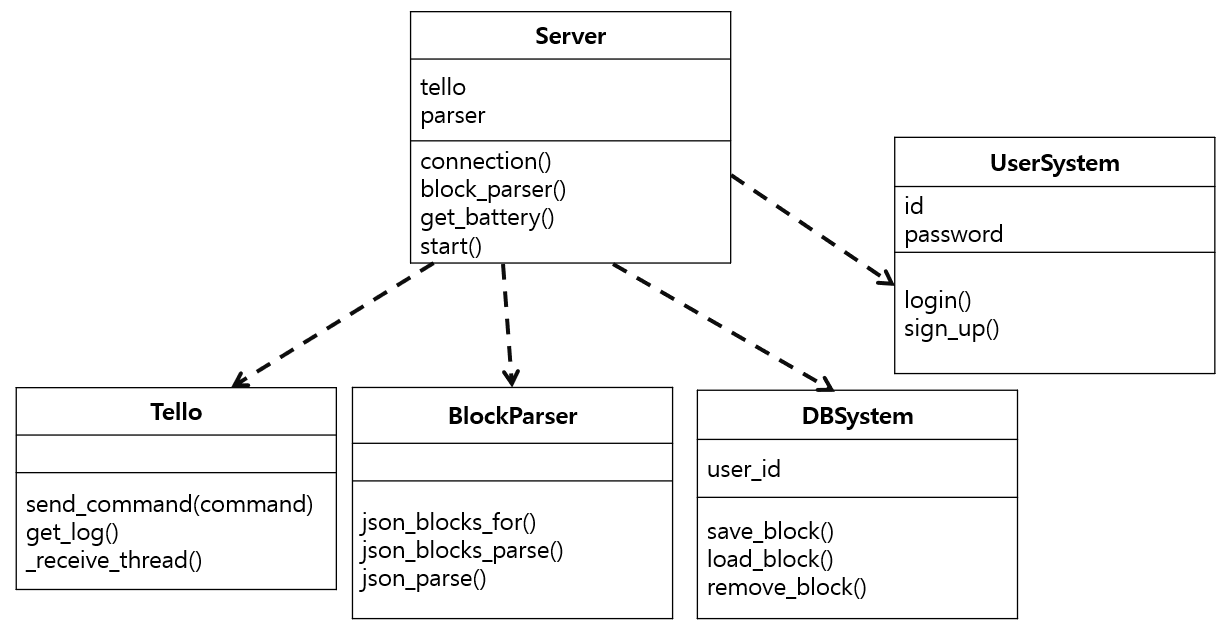 Server
tello
parser
connection()
block_parser()
get_battery()
start()
UserSystem
id
password
login()
sign_up()
Tello
send_command(command)
get_log()
_receive_thread()
BlockParser
json_blocks_for()
json_blocks_parse()
json_parse()
DBSystem
user_id
save_block()
load_block()
remove_block()